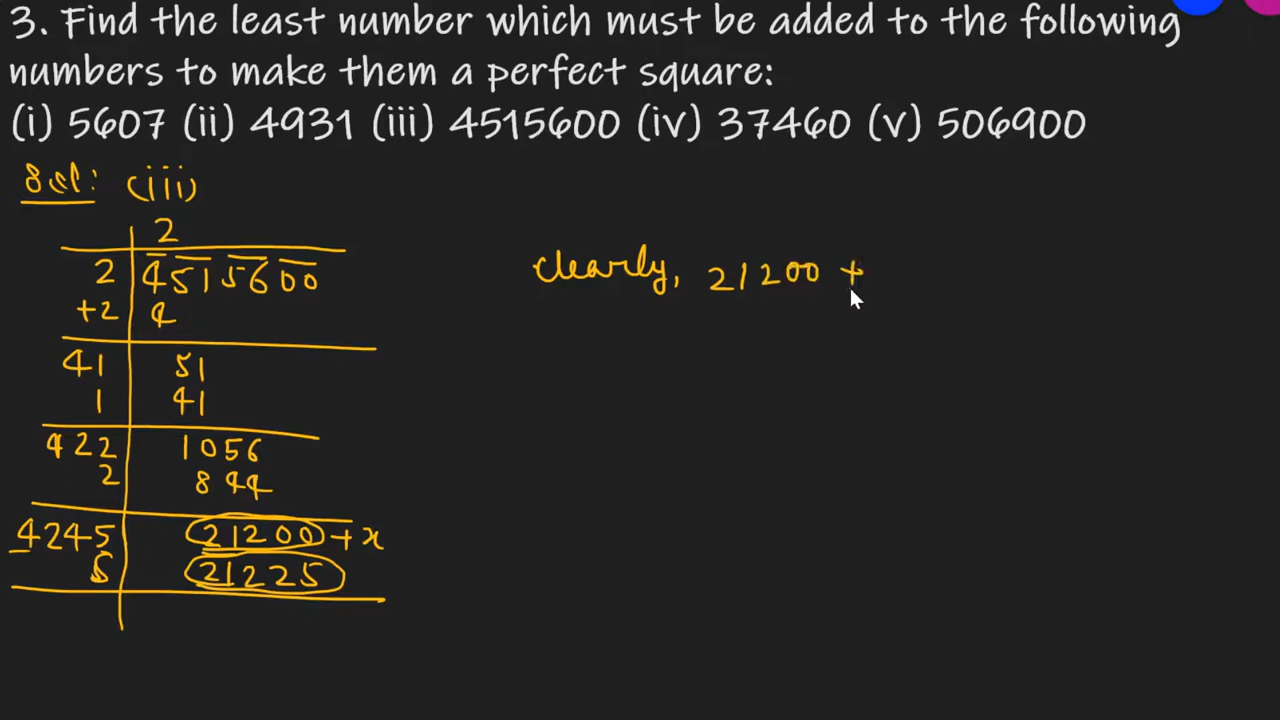 3. Find the least number which must be added to the following
numbers to make them a perfect square:
(i) 5607 (ii) 4931 (iii) 4515600 (iv) 37460 (v) 506900
Sol: (iii)
2
2 4515600
+2 4
41 51
1 41
422 1056
2 844
4245 21200 + x
5 21225
clearly, 21200 +